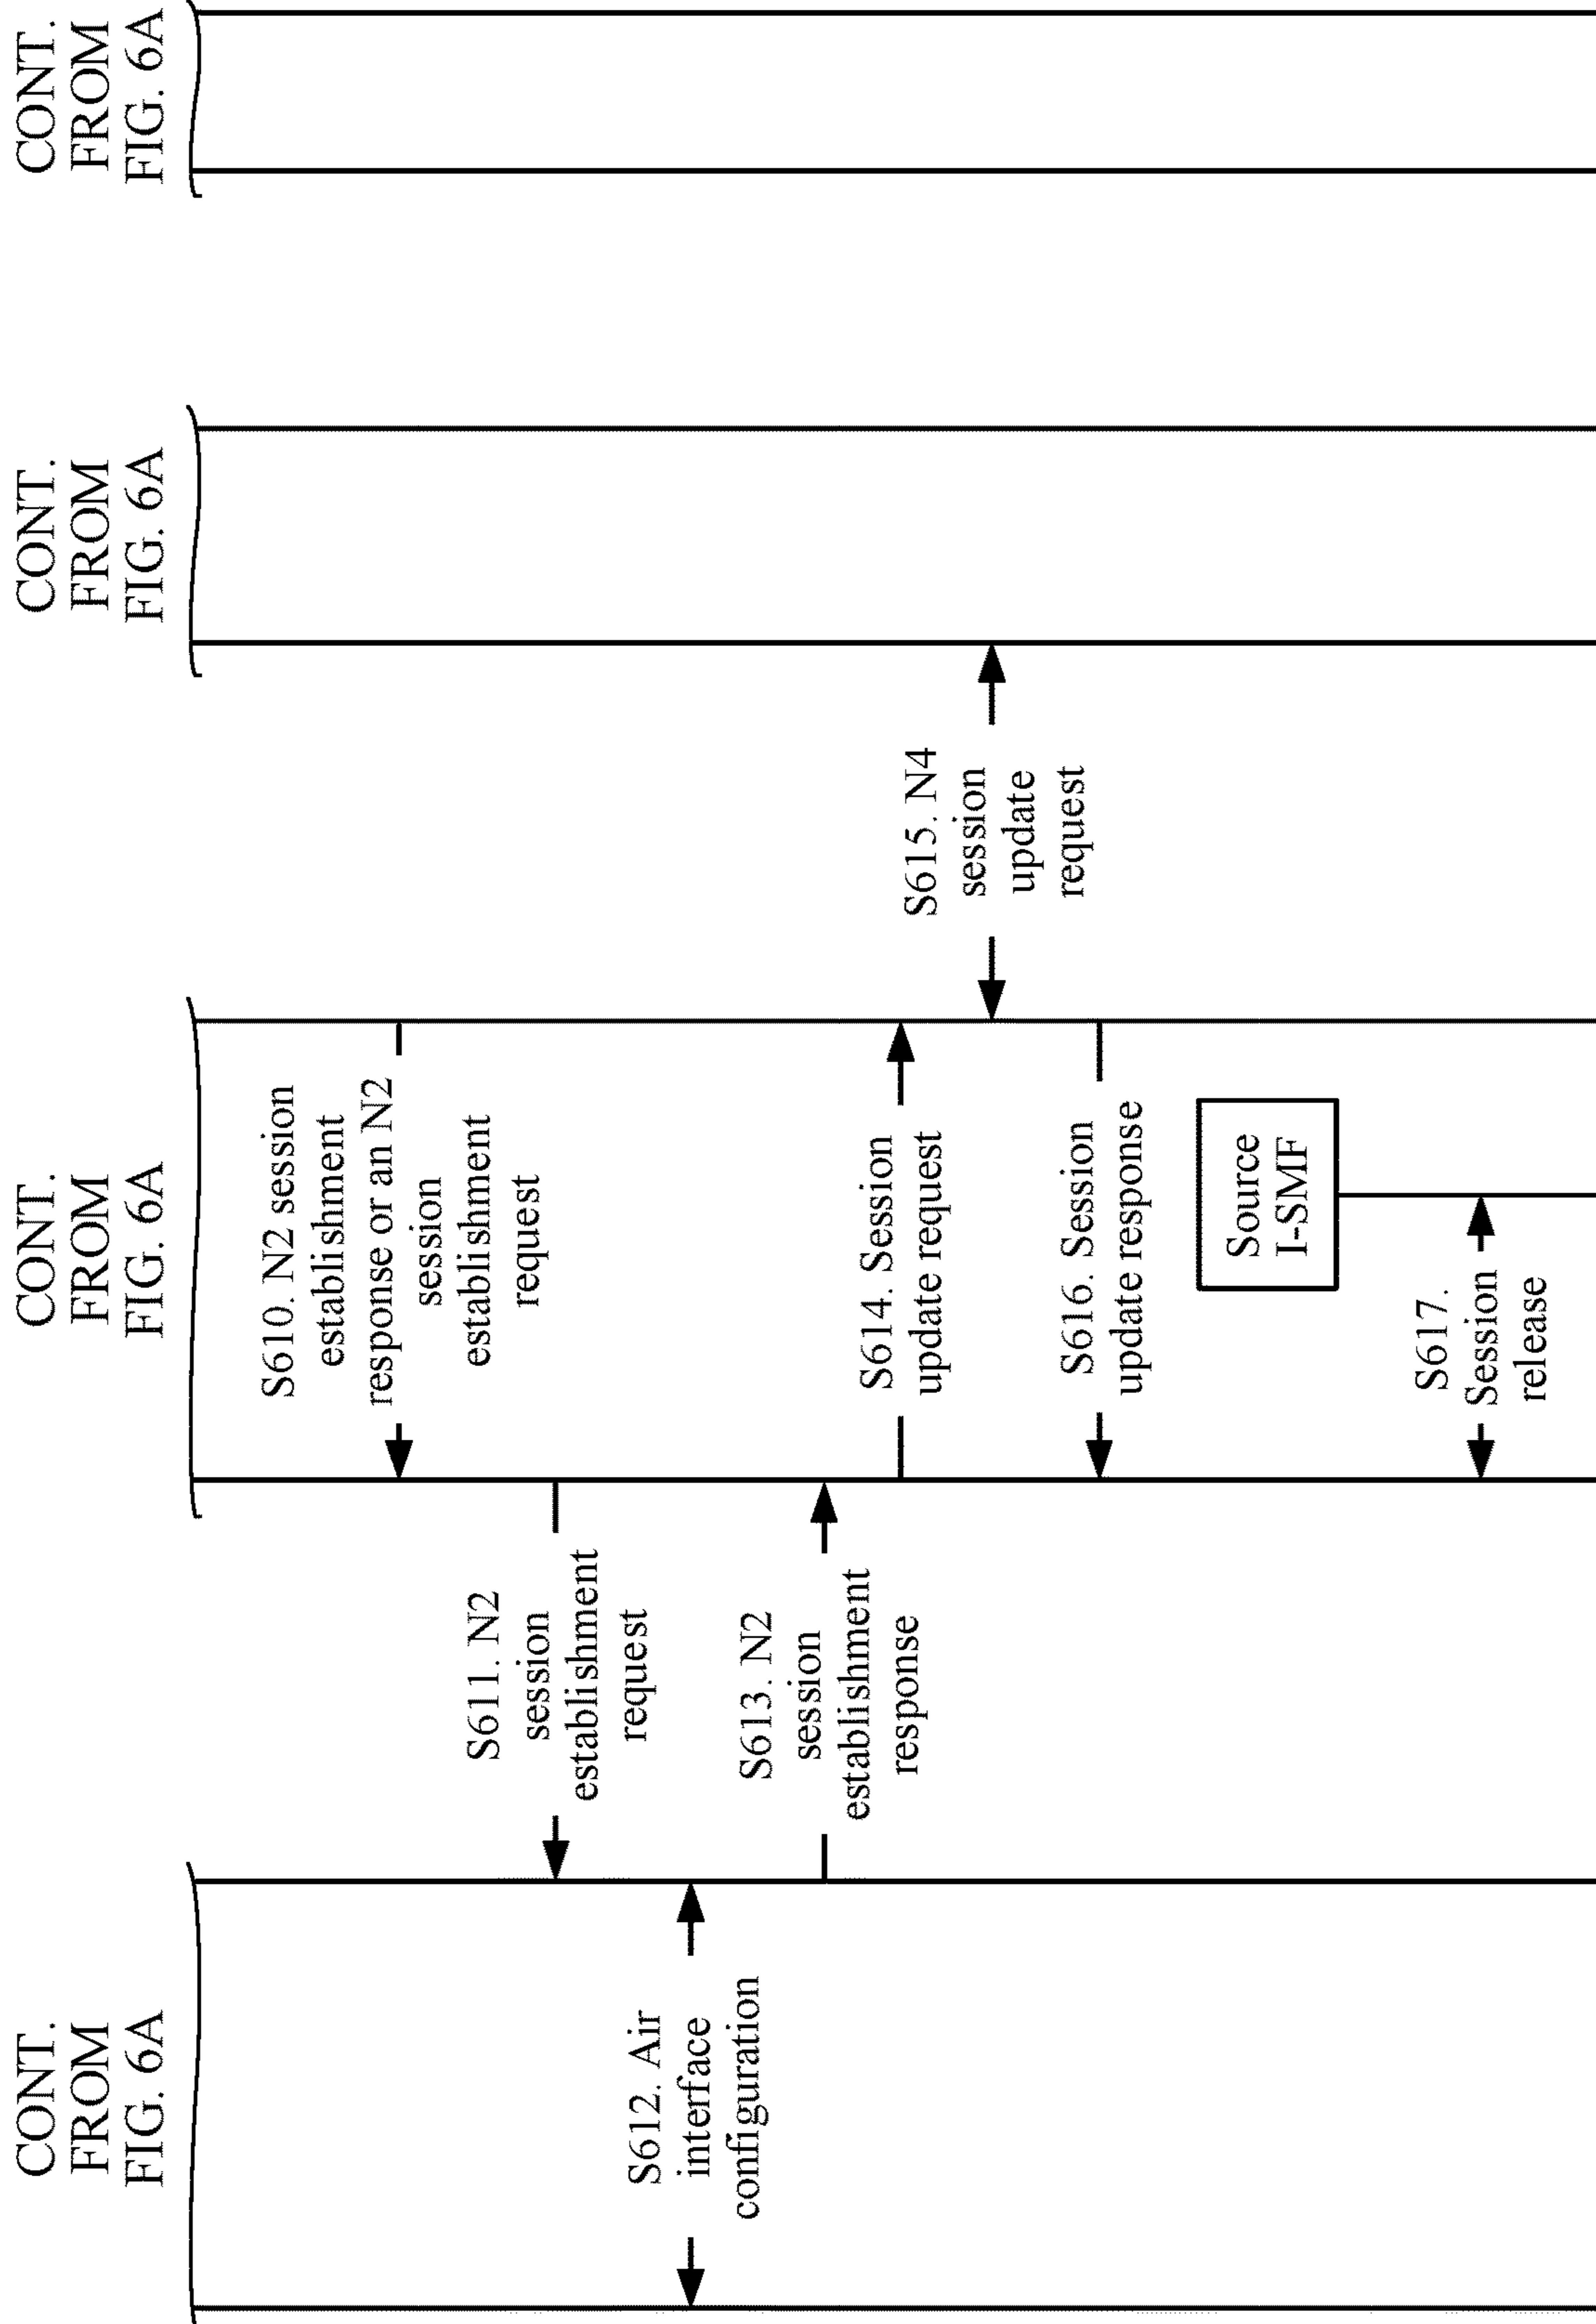 CONT.
FROM
FIG. 6A
CONT.
FROM
FIG. 6A
CONT.
FROM
FIG. 6A
CONT.
FROM
FIG. 6A
S610. N2 session
establishment
response or an N2
session
establishment
request
S611. N2
session
establishment
request
S612. Air
interface
configuration
S613. N2
session
establishment
response
S614. Session
update request
S615. N4
session
update
request
S616. Session
update response
Source
I-SMF
S617.
Session
release